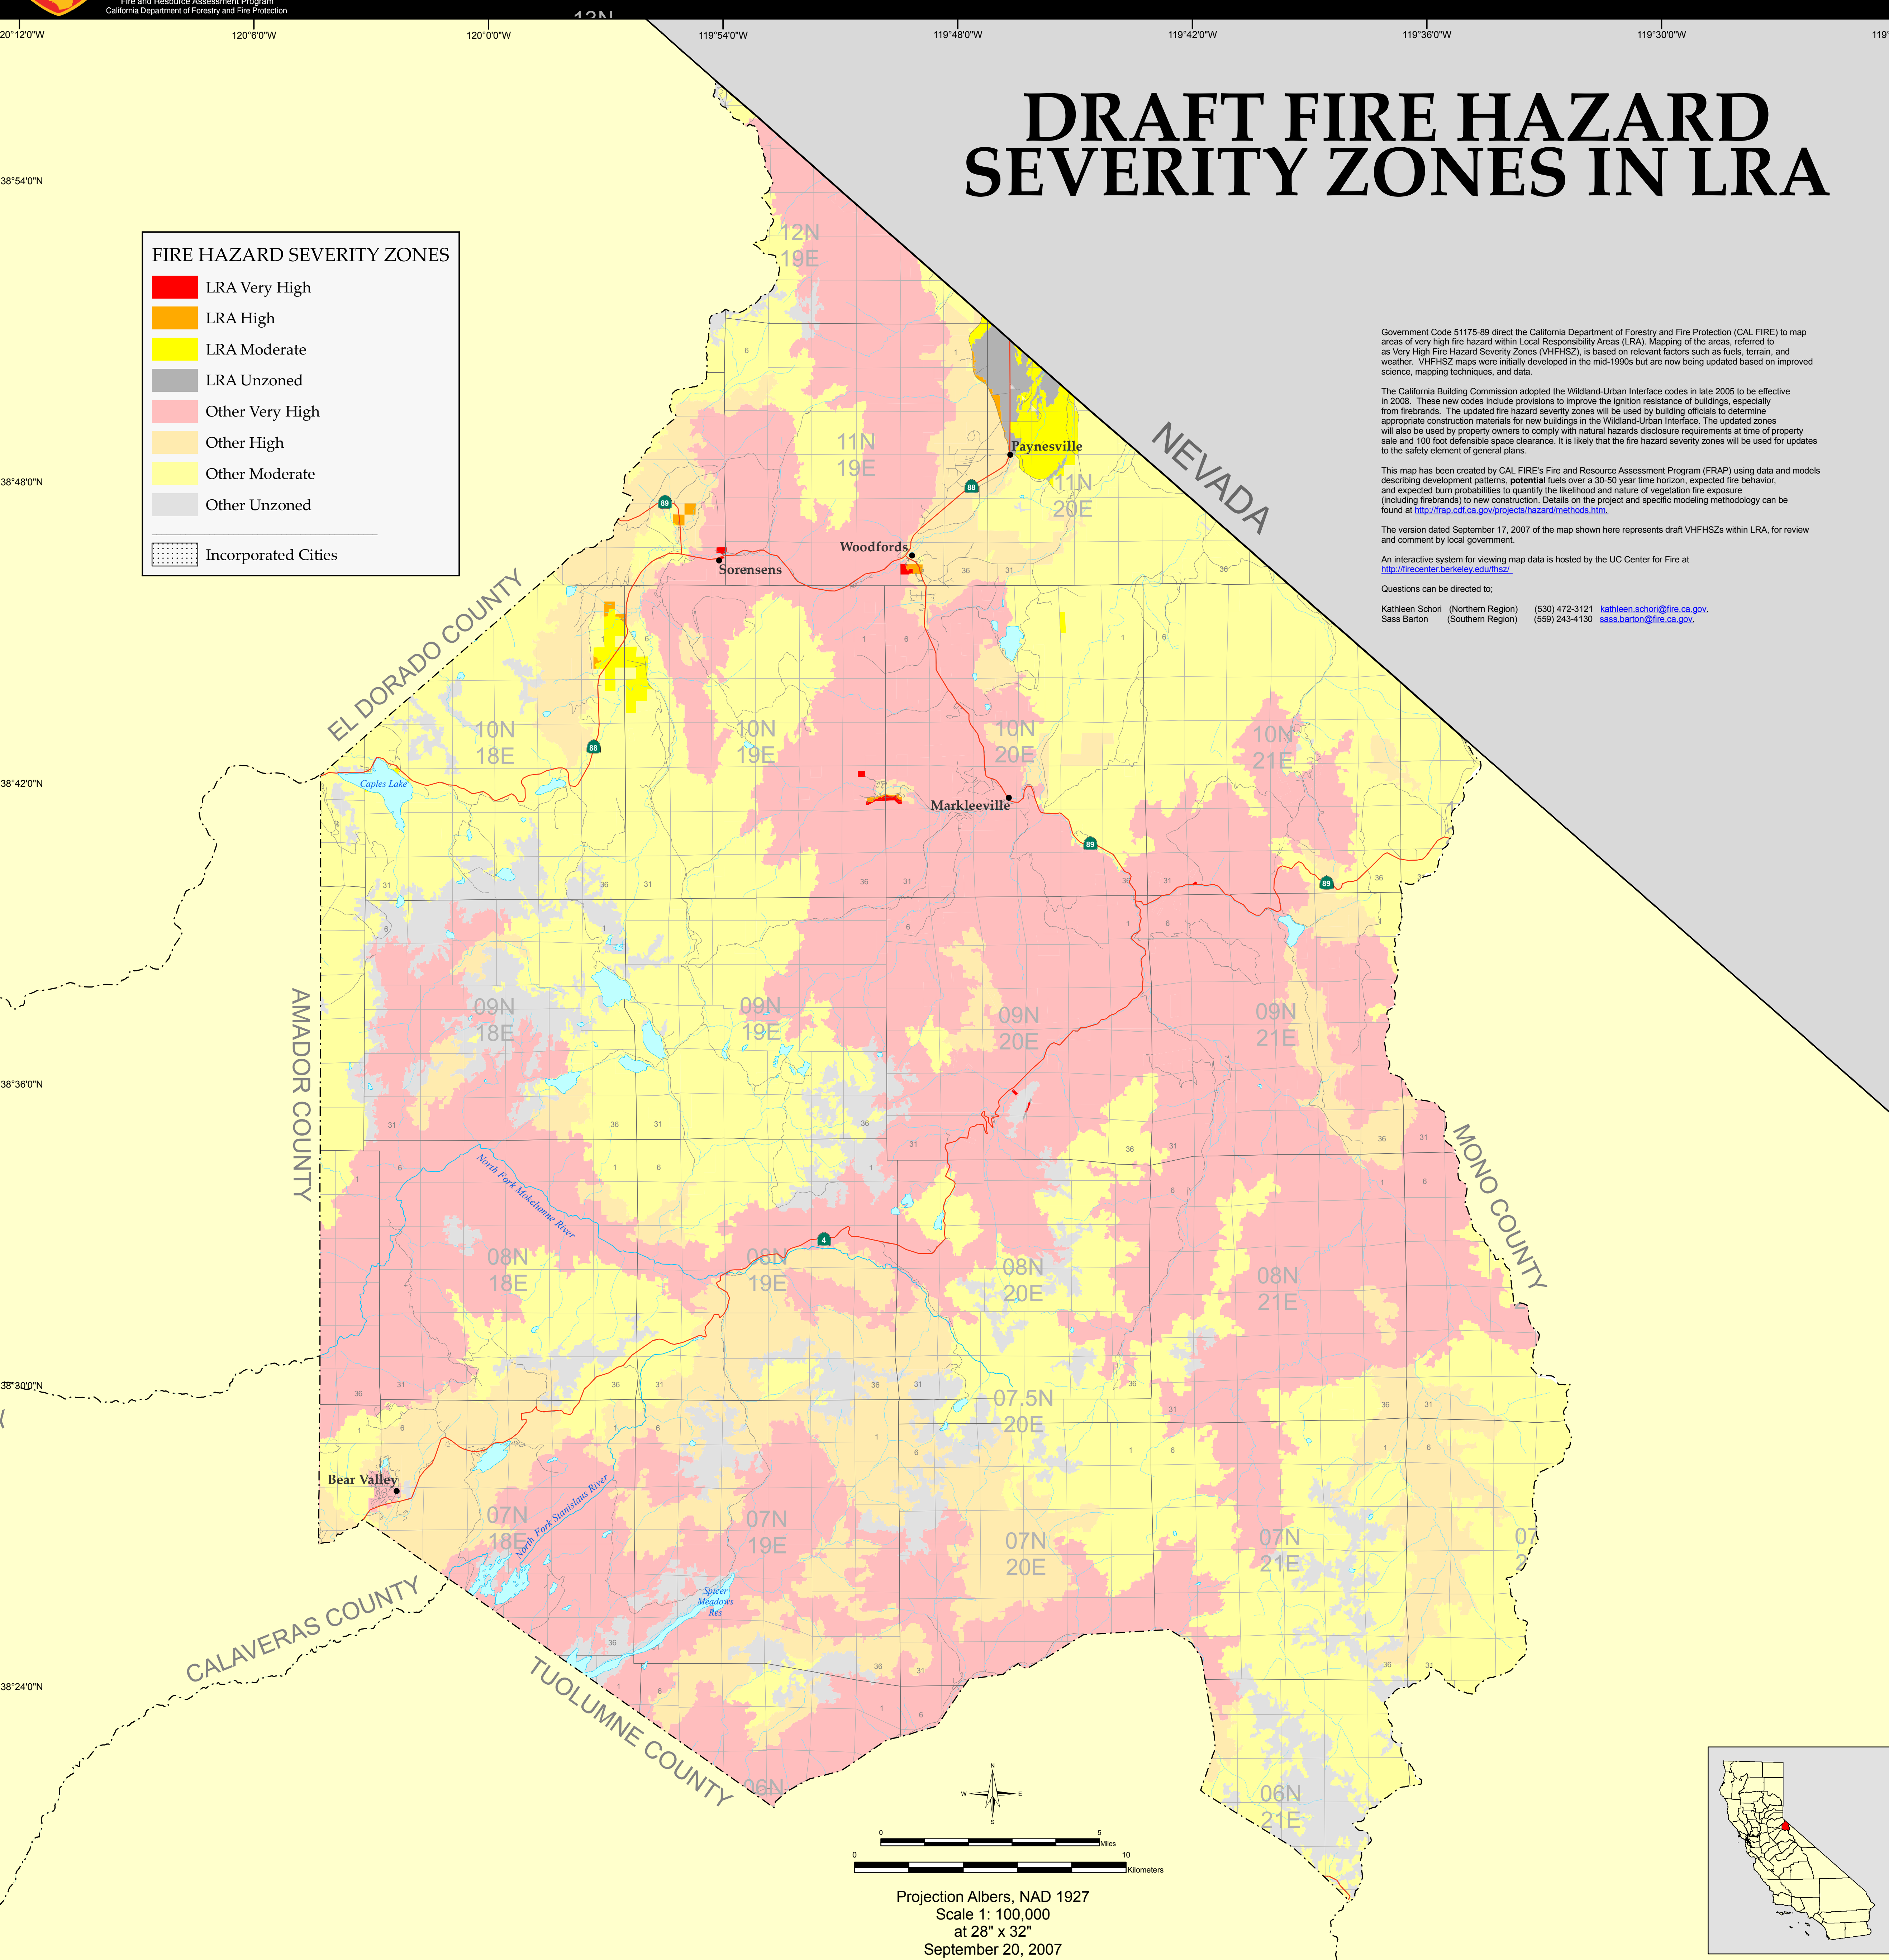 Fire and Resource Assessment Program
California Department of Forestry and Fire Protection
13N
120°6'0"W
120°0'0"W
119°54'0"W
119°48'0"W
119°42'0"W
119°36'0"W
119°30'0"W
DRAFT FIRE HAZARD
SEVERITY ZONES IN LRA
38°54'0"N
38°48'0"N
38°42'0"N
38°36'0"N
38°30'0"N
38°24'0"N
FIRE HAZARD SEVERITY ZONES
LRA Very High
LRA High
LRA Moderate
LRA Unzoned
Other Very High
Other High
Other Moderate
Other Unzoned
Incorporated Cities
Government Code 51175-89 direct the California Department of Forestry and Fire Protection (CAL FIRE) to map
areas of very high fire hazard within Local Responsibility Areas (LRA). Mapping of the areas, referred to
as Very High Fire Hazard Severity Zones (VHFHSZ), is based on relevant factors such as fuels, terrain, and
weather. VHFHSZ maps were initially developed in the mid-1990s but are now being updated based on improved
science, mapping techniques, and data.
The California Building Commission adopted the Wildland-Urban Interface codes in late 2005 to be effective
in 2008. These new codes include provisions to improve the ignition resistance of buildings, especially
from firebrands. The updated fire hazard severity zones will be used by building officials to determine
appropriate construction materials for new buildings in the Wildland-Urban Interface. The updated zones
will also be used by property owners to comply with natural hazards disclosure requirements at time of property
sale and 100 foot defensible space clearance. It is likely that the fire hazard severity zones will be used for updates
to the safety element of general plans.
This map has been created by CAL FIRE's Fire and Resource Assessment Program (FRAP) using data and models
describing development patterns, potential fuels over a 30-50 year time horizon, expected fire behavior,
and expected burn probabilities to quantify the likelihood and nature of vegetation fire exposure
(including firebrands) to new construction. Details on the project and specific modeling methodology can be
found at http://frap.cdf.ca.gov/projects/hazard/methods.htm.
The version dated September 17, 2007 of the map shown here represents draft VHFHSZs within LRA, for review
and comment by local government.
An interactive system for viewing map data is hosted by the UC Center for Fire at
http://firecenter.berkeley.edu/fhsz/
Questions can be directed to;
Kathleen Schori (Northern Region) (530) 472-3121 kathleen.schori@fire.ca.gov.
Sass Barton (Southern Region) (559) 243-4130 sass.barton@fire.ca.gov.
NEVADA
EL DORADO COUNTY
AMADOR COUNTY
CALAVERAS COUNTY
TUOLUMNE COUNTY
MONO COUNTY
12N
19E
11N
19E
11N
20E
10N
18E
10N
19E
10N
20E
10N
21E
09N
18E
09N
19E
09N
20E
09N
21E
08N
18E
08N
19E
08N
20E
08N
21E
07.5N
20E
07N
18E
07N
19E
07N
20E
07N
21E
06N
06N
21E
Paynesville
Woodfords
Sorensens
Markleeville
Bear Valley
Caples Lake
North Fork Mokelumne River
North Fork Stanislaus River
Spicer
Meadows
Res
88
89
88
89
89
4
N
W E
S
0 5
Miles
0 10
Kilometers
Projection Albers, NAD 1927
Scale 1: 100,000
at 28" x 32"
September 20, 2007